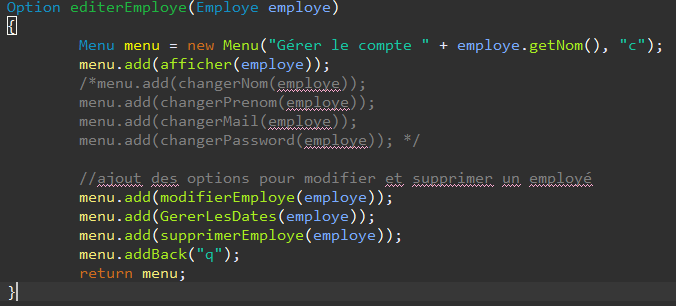 Option editerEmploye(Employe employe)
{
Menu menu = new Menu("Gérer le compte " + employe.getNom(), "c");
menu.add(afficher(employe));
/*menu.add(changerNom(employe));
menu.add(changerPrenom(employe));
menu.add(changerMail(employe));
menu.add(changerPassword(employe)); */
//ajout des options pour modifier et supprimer un employé
menu.add(modifierEmploye(employe));
menu.add(GererLesDates(employe));
menu.add(supprimerEmploye(employe));
menu.addBack("q");
return menu;
}